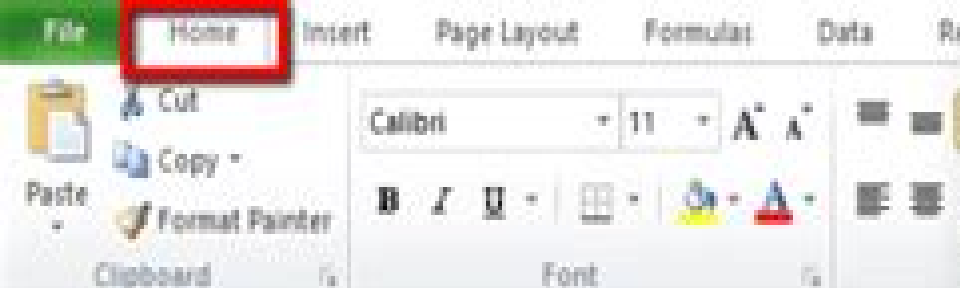 File Home Insert Page Layout Formulas Data
Cut
Calibri 11 A A
Copy
Paste
B I U A
Format Painter
Clipboard Font